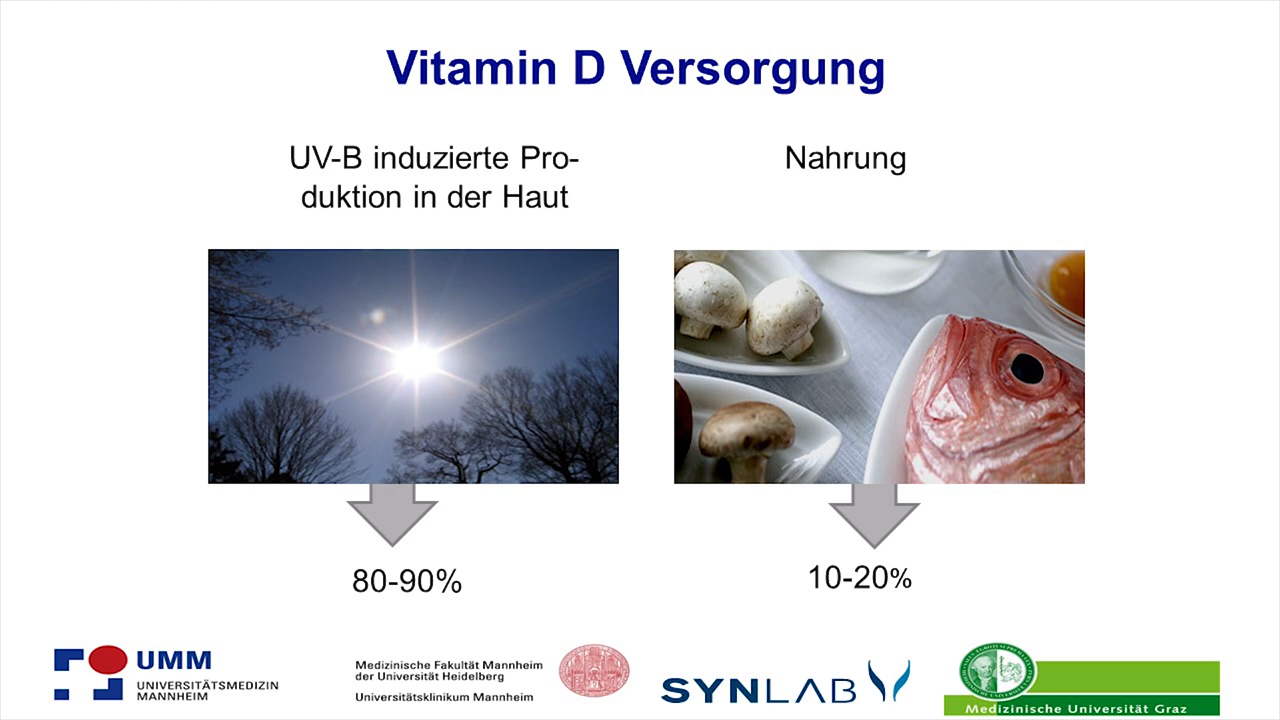 Vitamin D Versorgung
UV-B induzierte Pro-
duktion in der Haut
Nahrung
80-90%
10-20%
UMM
UNIVERSITÄTSMEDIZIN
MANNHEIM
Medizinische Fakultät Mannheim
der Universität Heidelberg
Universitätsklinikum Mannheim
SYNLAB
Medizinische Universität Graz